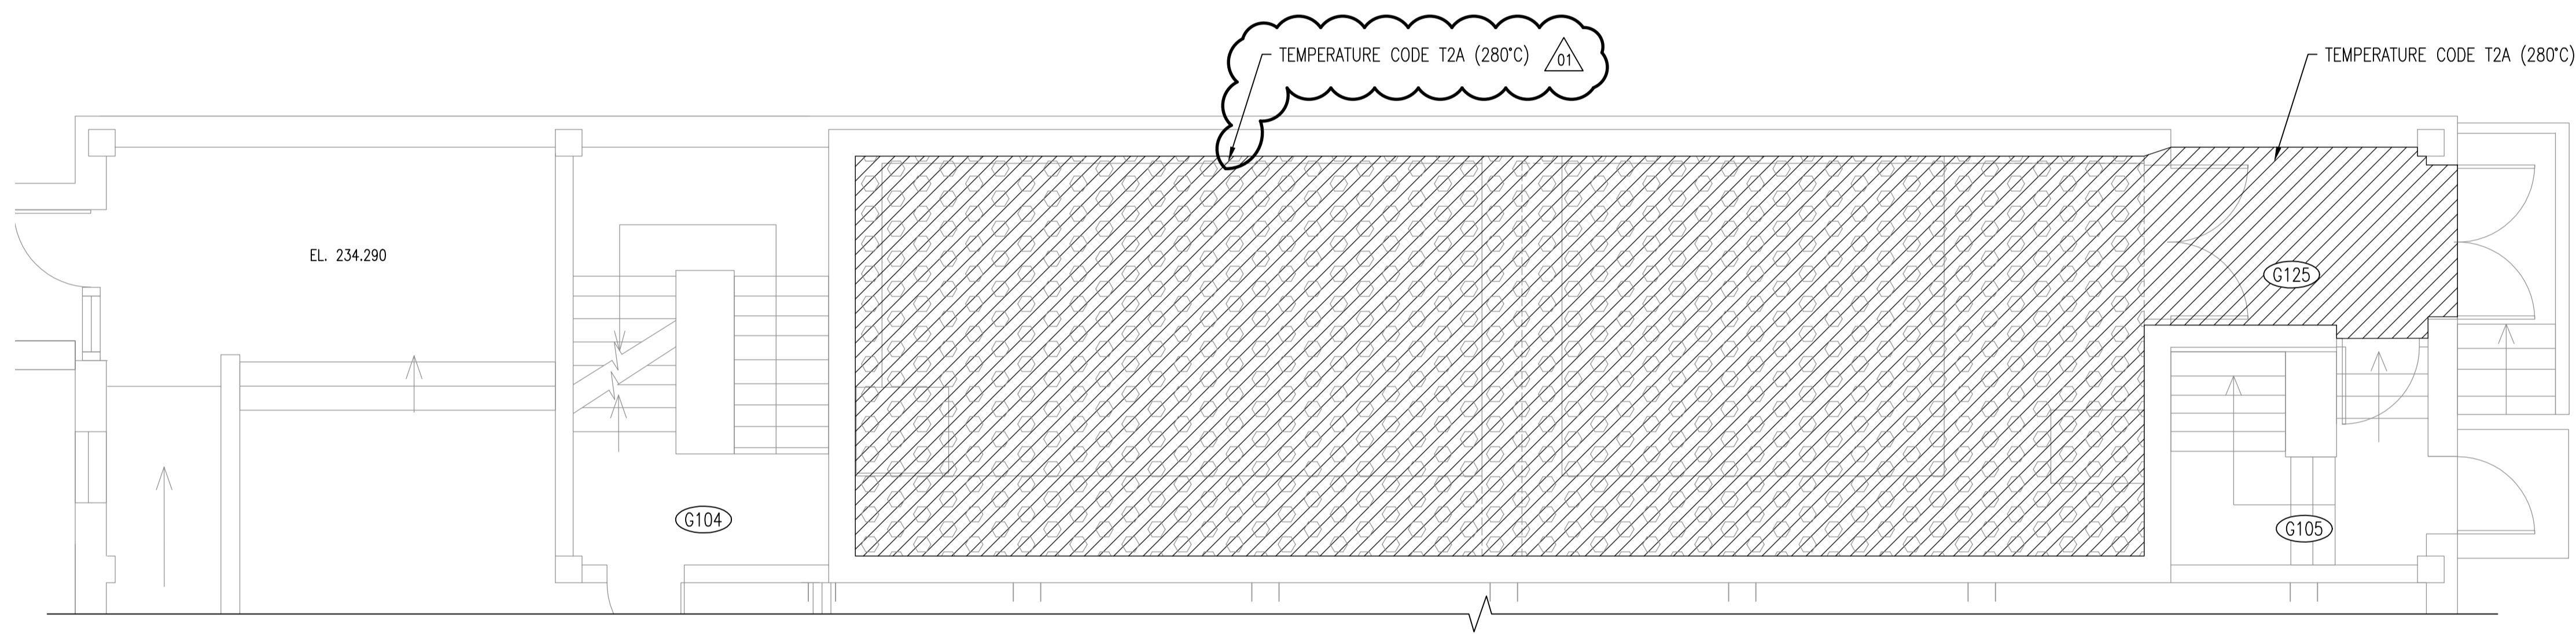 TEMPERATURE CODE T2A (280°C)
01
TEMPERATURE CODE T2A (280°C)
EL. 234.290
G125
G104
G105